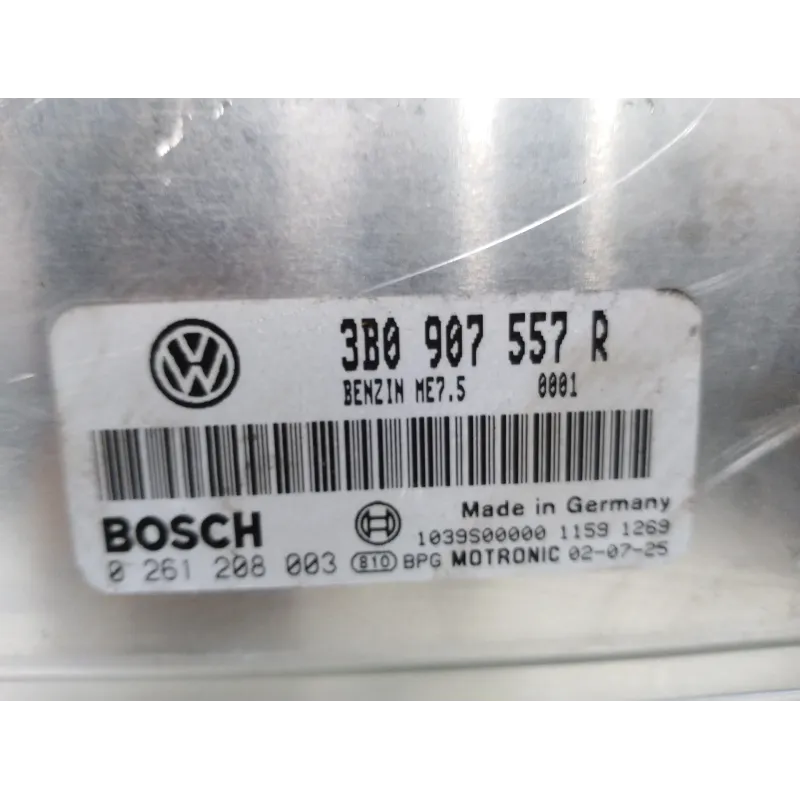 3B0 907 557 R
BENZIN ME7.5 0001
Made in Germany
BOSCH 1039S00000 1159 1269
0 261 208 003 810 BPG MOTRONIC 02-07-25